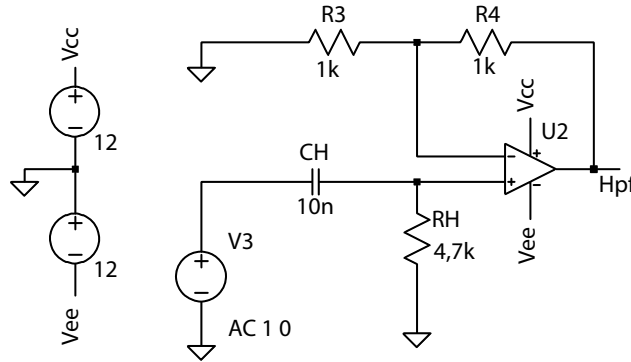 R3
R4
1k
1k
Vcc
Vcc
U2
12
CH
Hpf
10n
RH
4,7k
Vee
V3
12
Vee
AC 1 0